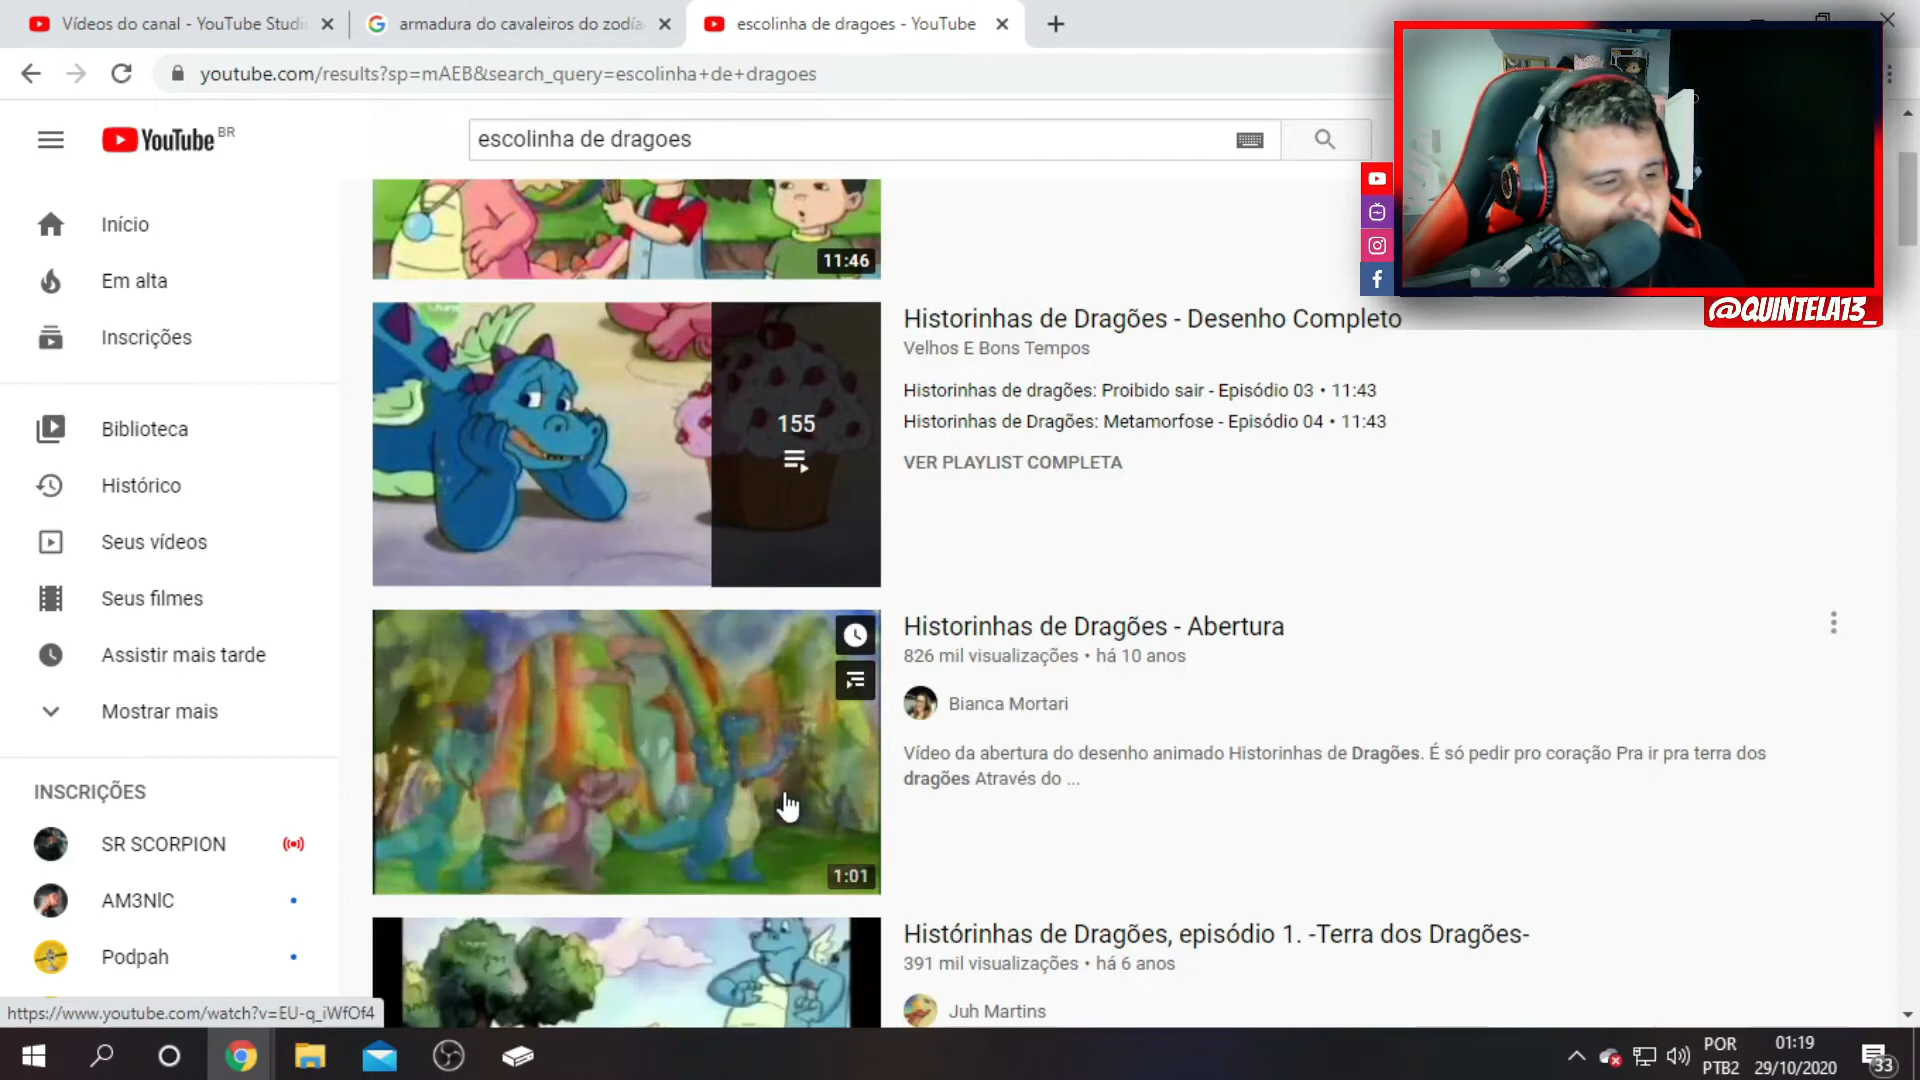 Vídeos do canal - YouTube Studi
armadura do cavaleiros do zodía
escolinha de dragoes - YouTube
youtube.com/results?sp=mAEB&search_query=escolinha+de+dragoes
YouTube BR
escolinha de dragoes
@QUINTELA13_
Início
Em alta
Inscrições
Biblioteca
Histórico
Seus vídeos
Seus filmes
Assistir mais tarde
Mostrar mais
INSCRIÇÕES
SR SCORPION
AM3NİC
Podpah
11:46
155
Historinhas de Dragões - Desenho Completo
Velhos E Bons Tempos
Historinhas de dragões: Proibido sair - Episódio 03 • 11:43
Historinhas de Dragões: Metamorfose - Episódio 04 • 11:43
VER PLAYLIST COMPLETA
1:01
Historinhas de Dragões - Abertura
826 mil visualizações • há 10 anos
Bianca Mortari
Vídeo da abertura do desenho animado Historinhas de Dragões. É só pedir pro coração Pra ir pra terra dos
dragões Através do ...
Histórinhas de Dragões, episódio 1. -Terra dos Dragões-
391 mil visualizações • há 6 anos
Juh Martins
https://www.youtube.com/watch?v=EU-q_iWfOf4
POR
PTB2
01:19
29/10/2020
33